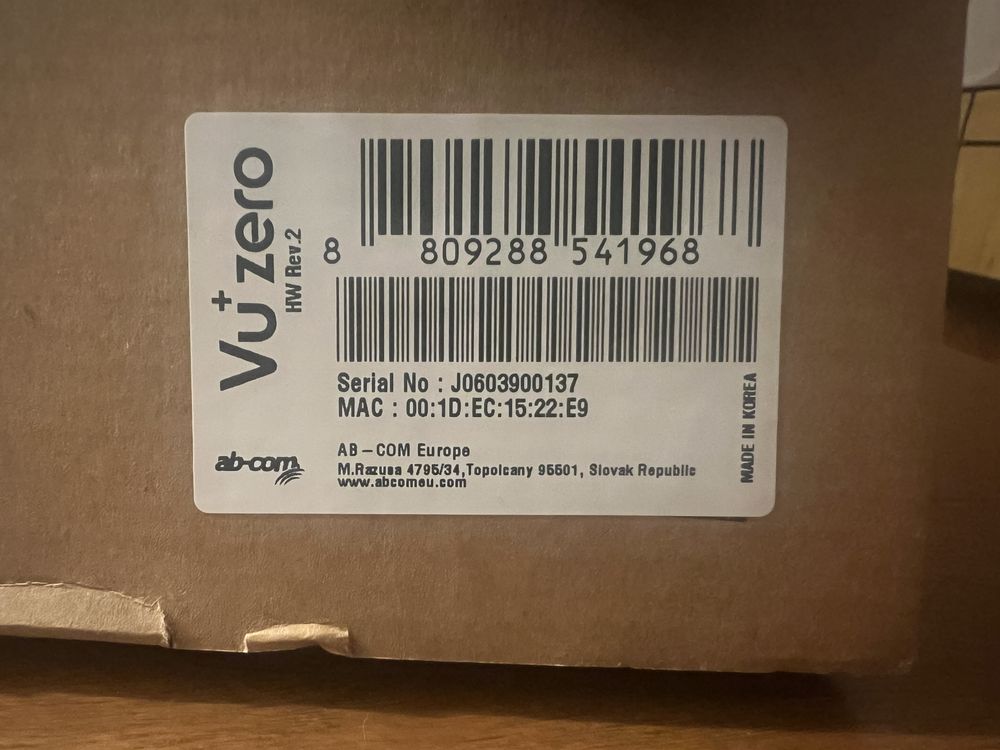 Vu+ zero
HW Rev.2
8 809288 541968
Serial No : J0603900137
MAC : 00:1D:EC:15:22:E9
ab-com
AB-COM Europe
M.Razusa 4795/34,Topolcany 95501, Slovak Republic
www.abcomeu.com
MADE IN KOREA